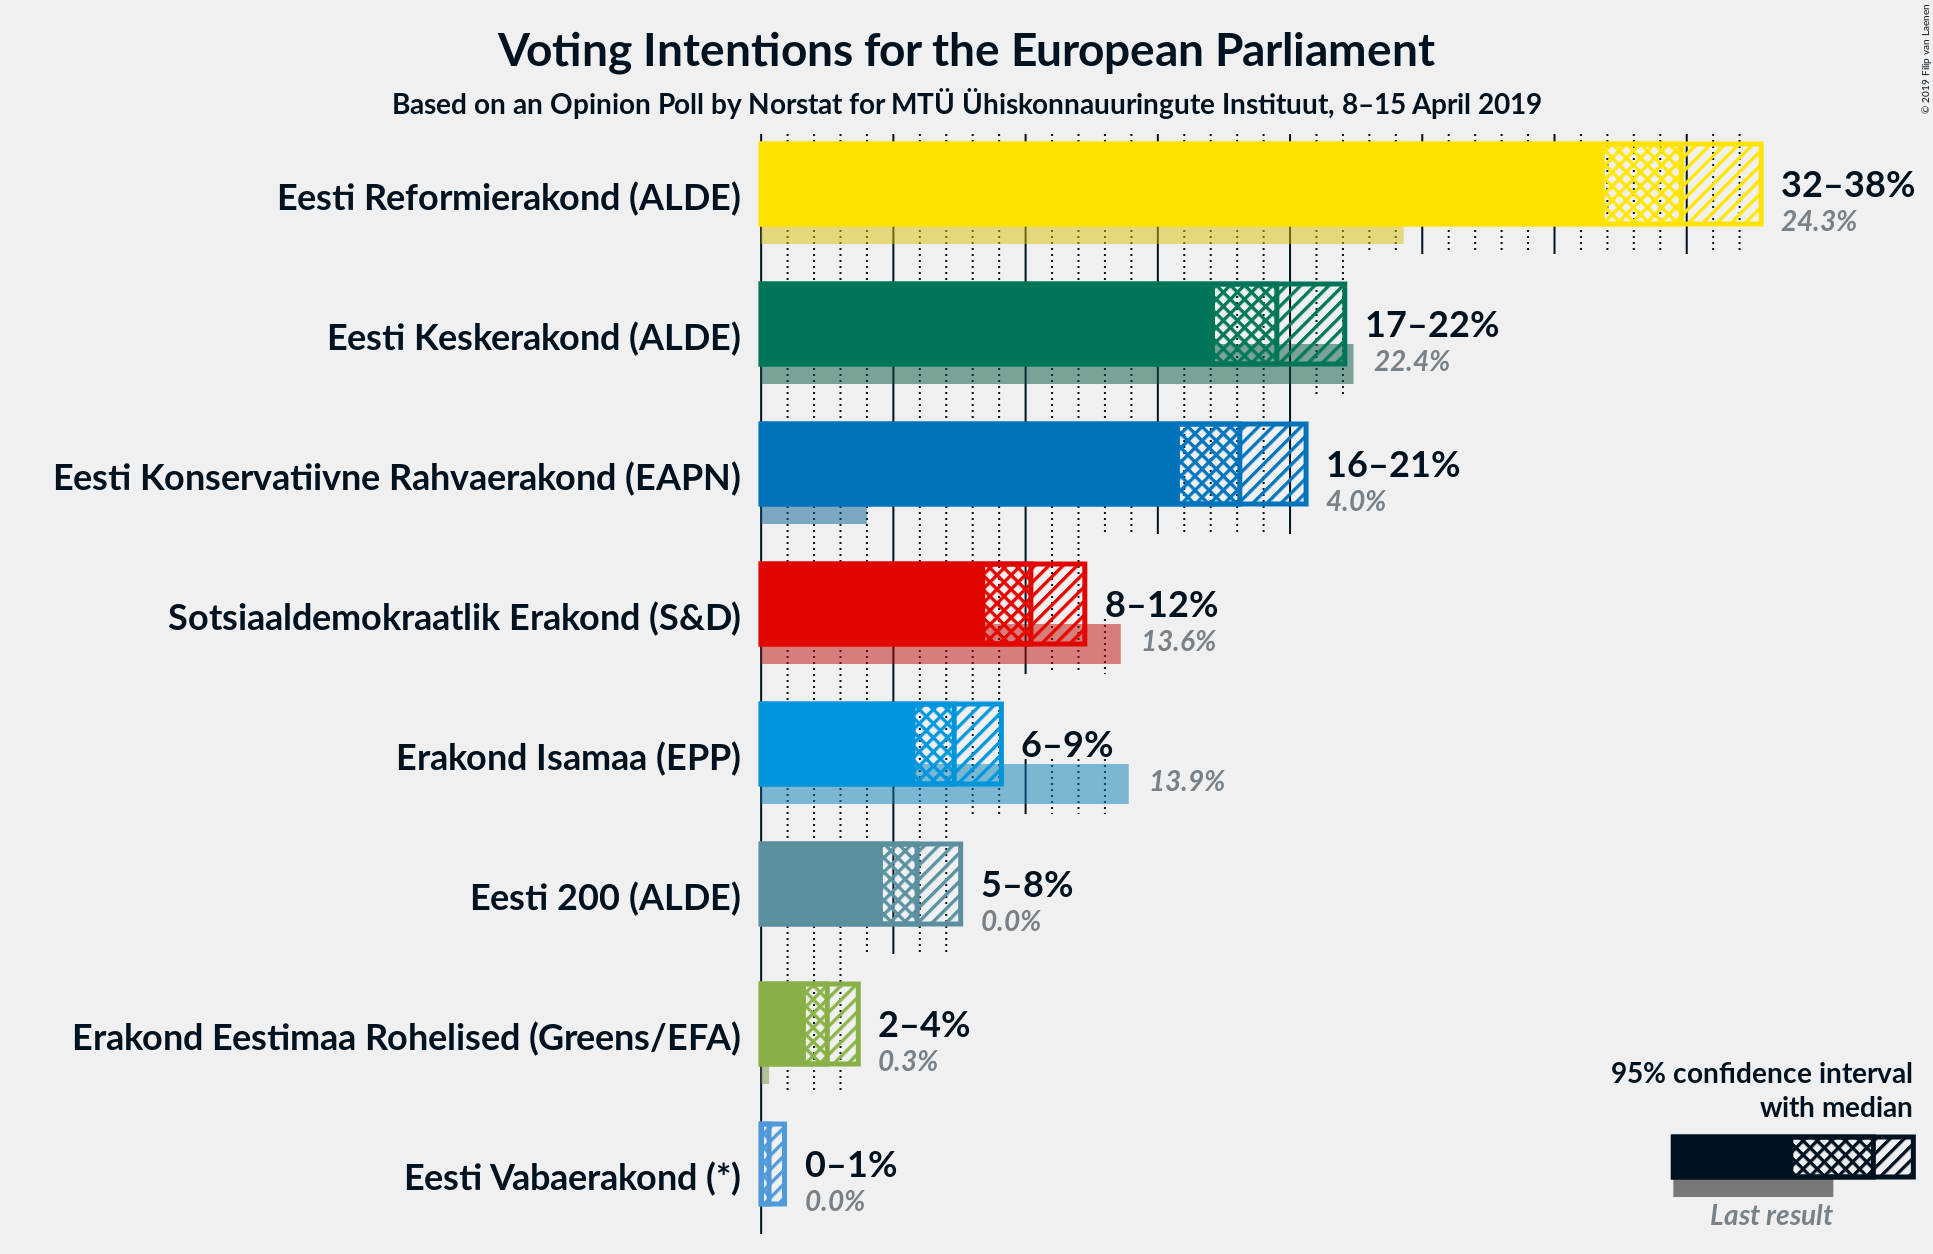 © 2019 Filip van Laenen
Voting Intentions for the European Parliament
Based on an Opinion Poll by Norstat for MTÜ Ühiskonnauuringute Instituut, 8–15 April 2019
Eesti Reformierakond (ALDE)
32–38%
24.3%
Eesti Keskerakond (ALDE)
17–22%
22.4%
Eesti Konservatiivne Rahvaerakond (EAPN)
16–21%
4.0%
Sotsiaaldemokraatlik Erakond (S&D)
8–12%
13.6%
Erakond Isamaa (EPP)
6–9%
13.9%
Eesti 200 (ALDE)
5–8%
0.0%
Erakond Eestimaa Rohelised (Greens/EFA)
2–4%
0.3%
Eesti Vabaerakond (*)
0–1%
0.0%
95% confidence interval
with median
Last result